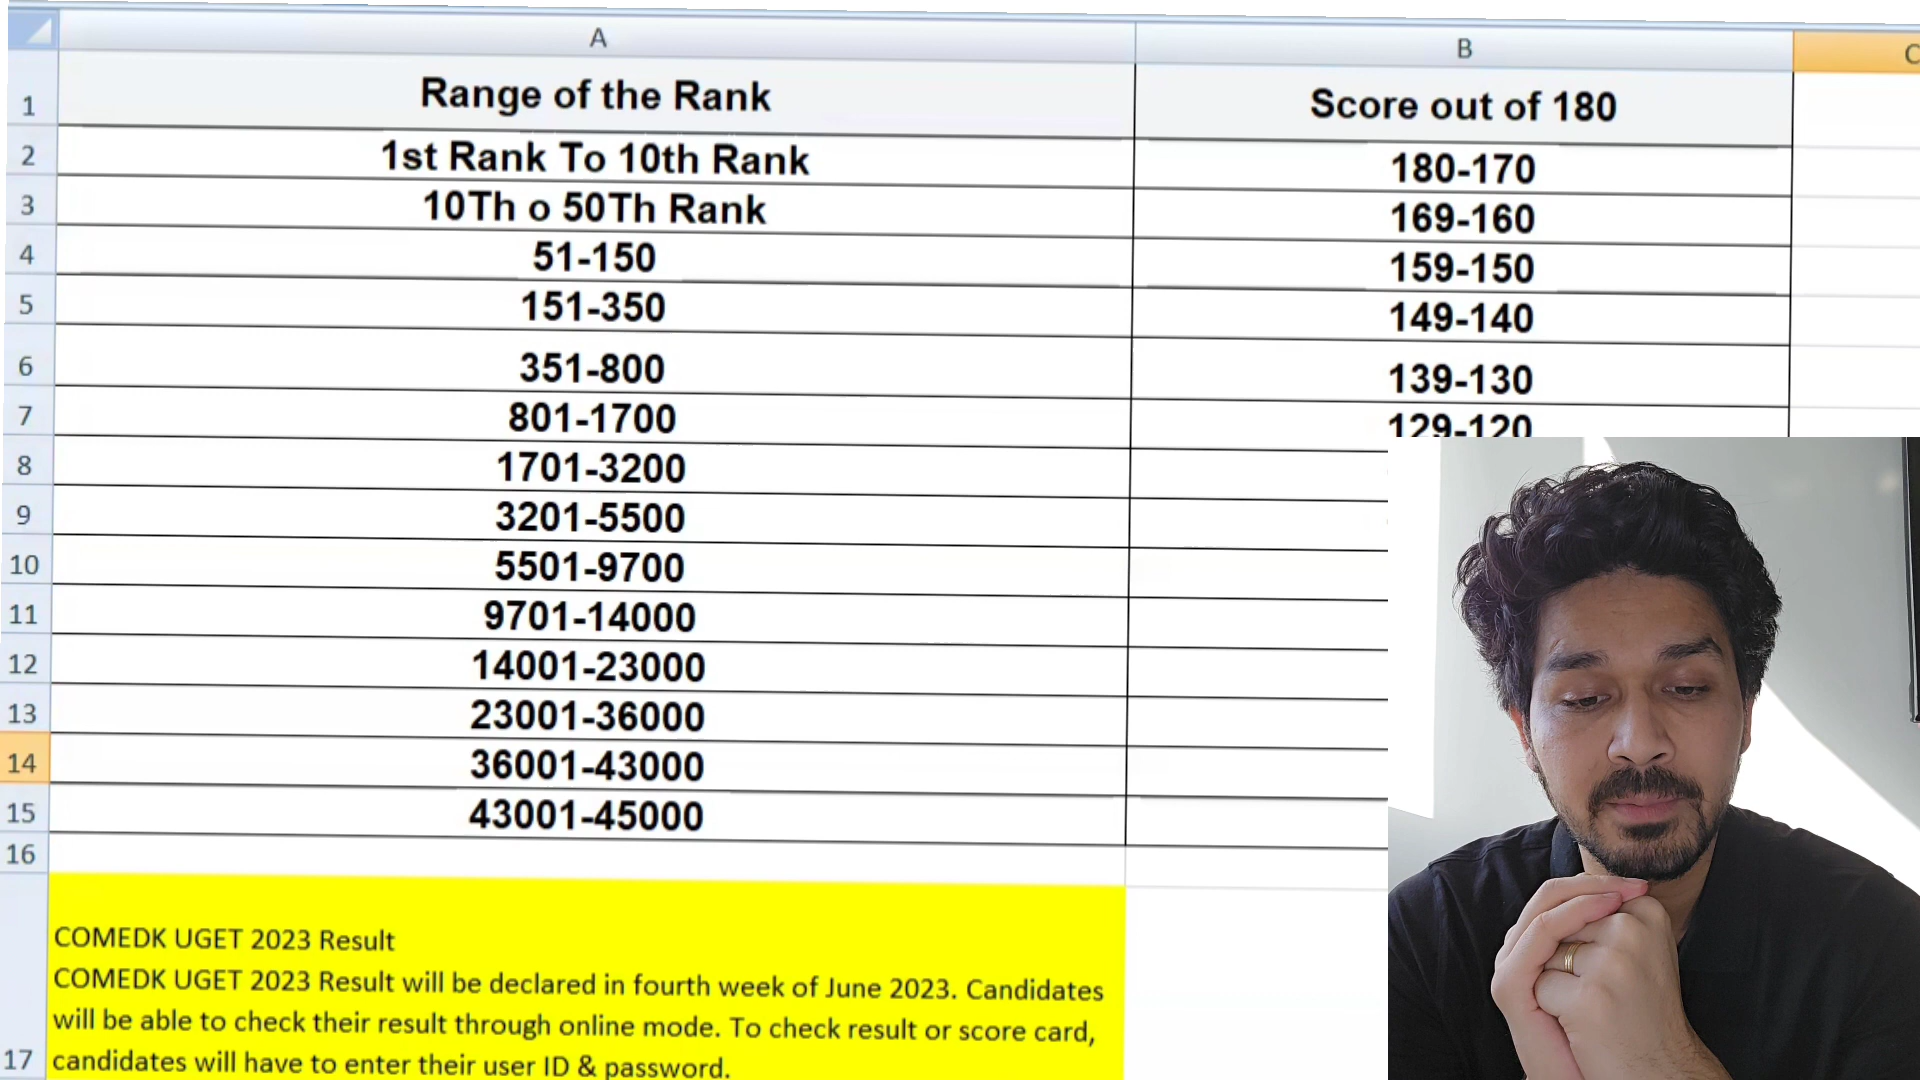 A B C
1 Range of the Rank Score out of 180
2 1st Rank To 10th Rank 180-170
3 10Th o 50Th Rank 169-160
4 51-150 159-150
5 151-350 149-140
6 351-800 139-130
7 801-1700 129-120
8 1701-3200
9 3201-5500
10 5501-9700
11 9701-14000
12 14001-23000
13 23001-36000
14 36001-43000
15 43001-45000
16
17 COMEDK UGET 2023 Result
COMEDK UGET 2023 Result will be declared in fourth week of June 2023. Candidates
will be able to check their result through online mode. To check result or score card,
candidates will have to enter their user ID & password.